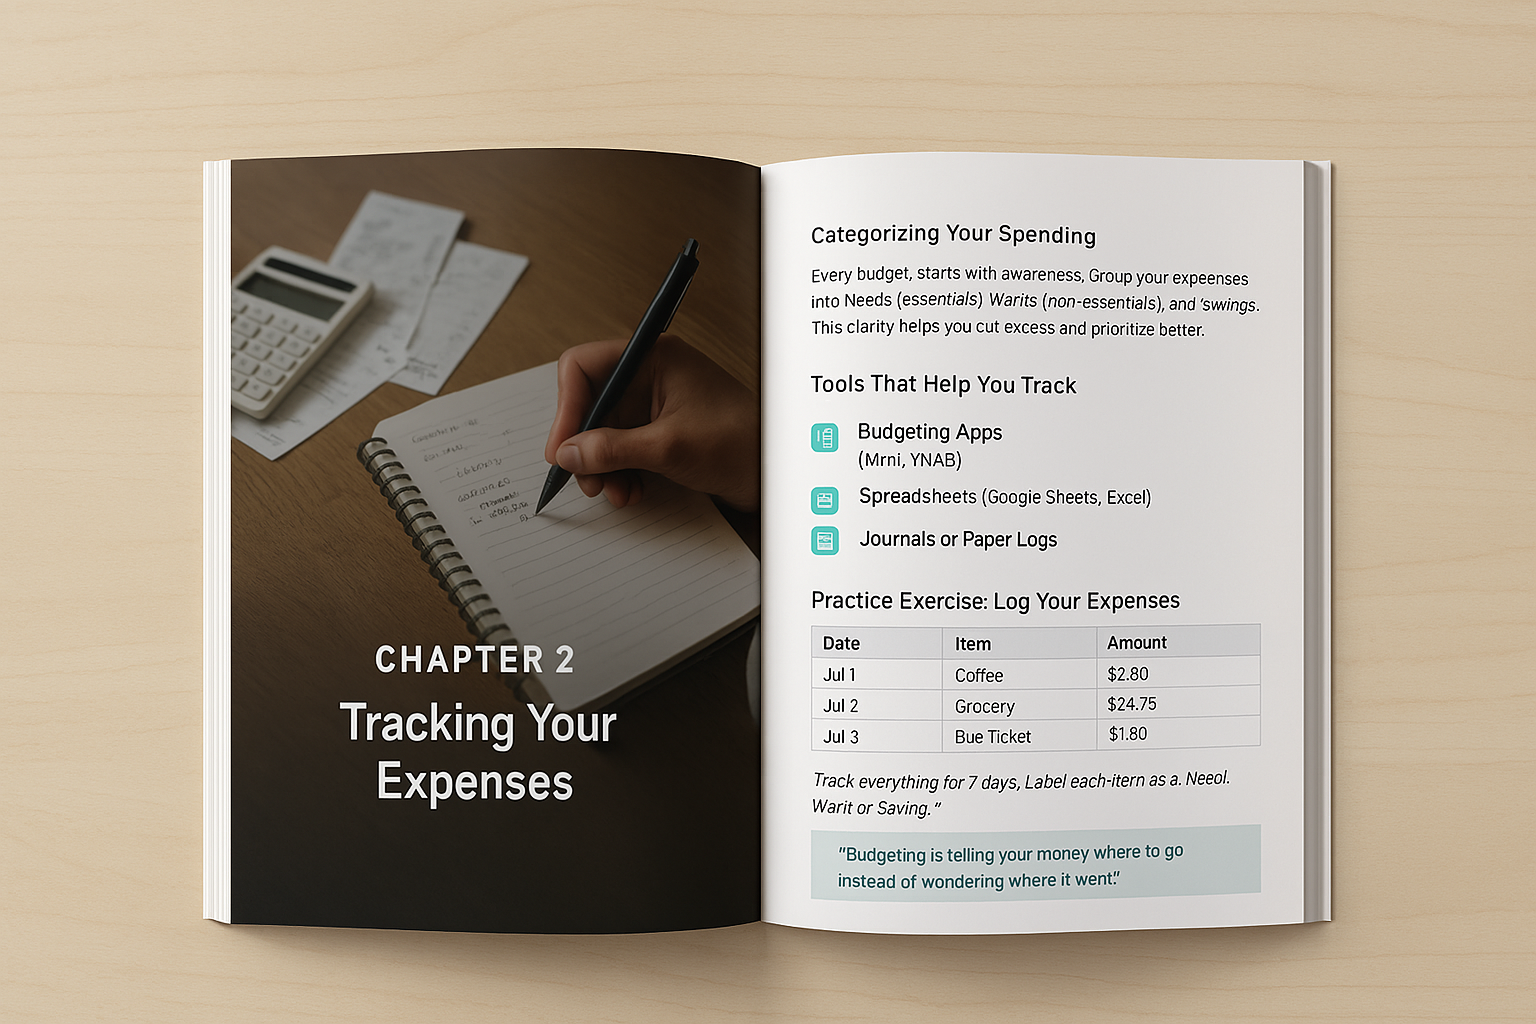 CHAPTER 2
Tracking Your
Expenses
Categorizing Your Spending
Every budget, starts with awareness, Group your expeenses
into Needs (essentials) Warits (non-essentials), and 'swings.
This clarity helps you cut excess and prioritize better.
Tools That Help You Track
Budgeting Apps
(Mrni, YNAB)
Spreadsheets (Googie Sheets, Excel)
Journals or Paper Logs
Practice Exercise: Log Your Expenses
Date Item Amount
Jul 1 Coffee $2.80
Jul 2 Grocery $24.75
Jul 3 Bue Ticket $1.80
Track everything for 7 days, Label each-itern as a. Neeol.
Warit or Saving."
"Budgeting is telling your money where to go
instead of wondering where it went."